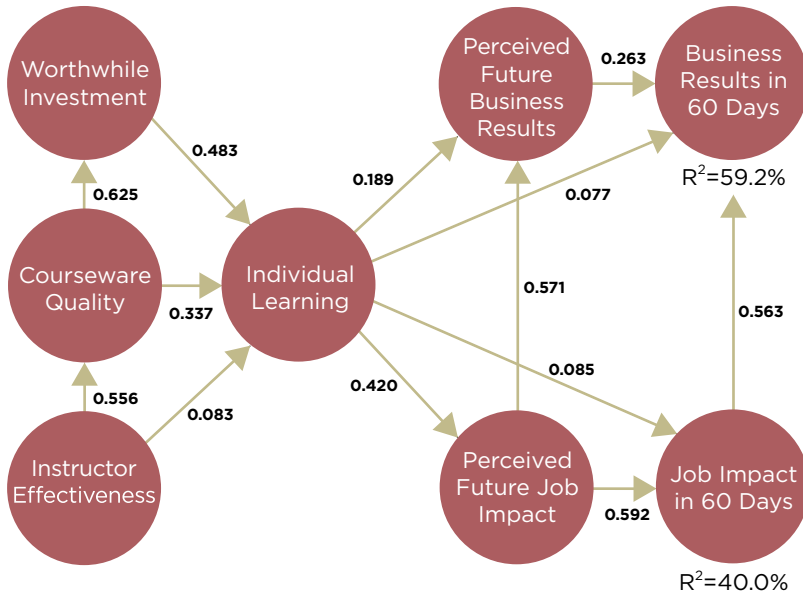 Worthwhile
Investment
Perceived
Future
Business
Results
0.263
Business
Results in
60 Days
R²=59.2%
0.483
0.625
0.189
0.077
Courseware
Quality
0.337
Individual
Learning
0.571
0.563
0.556
0.083
0.420
0.085
Instructor
Effectiveness
Perceived
Future Job
Impact
0.592
Job Impact
in 60 Days
R²=40.0%